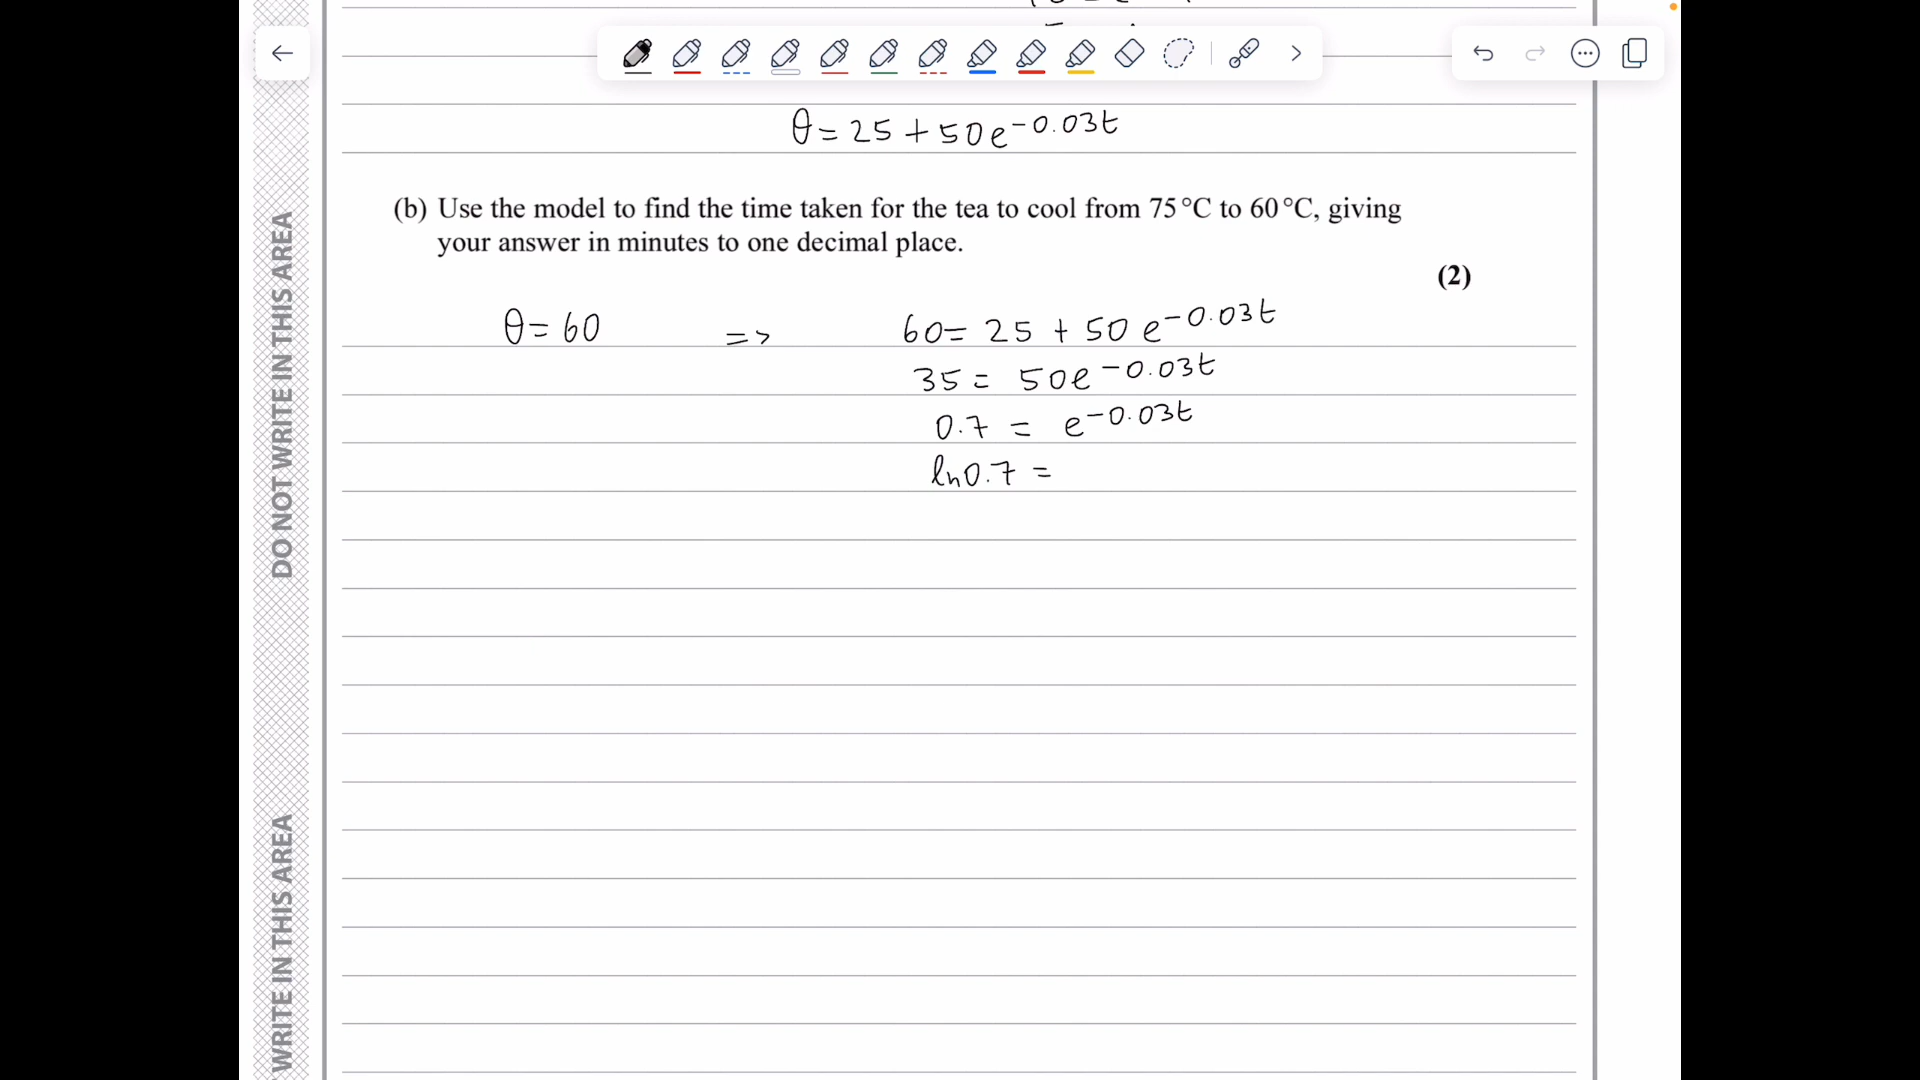 θ = 25 + 50e^-0.03t
(b) Use the model to find the time taken for the tea to cool from 75 °C to 60 °C, giving
your answer in minutes to one decimal place.
(2)
θ = 60 => 60 = 25 + 50e^-0.03t
35 = 50e^-0.03t
0.7 = e^-0.03t
ln0.7 =
DO NOT WRITE IN THIS AREA
WRITE IN THIS AREA